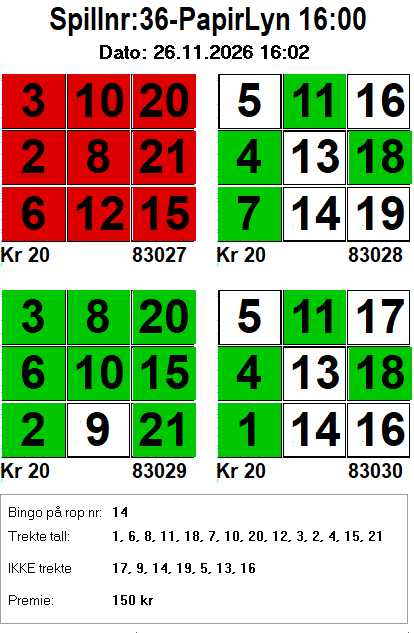 Spillnr:36-PapirLyn 16:00
Dato: 26.11.2026 16:02
3 10 20
2 8 21
6 12 15
Kr 20 83027
5 11 16
4 13 18
7 14 19
Kr 20 83028
3 8 20
6 10 15
2 9 21
Kr 20 83029
5 11 17
4 13 18
1 14 16
Kr 20 83030
Bingo på rop nr: 14
Trekte tall: 1, 6, 8, 11, 18, 7, 10, 20, 12, 3, 2, 4, 15, 21
IKKE trekte 17, 9, 14, 19, 5, 13, 16
Premie: 150 kr